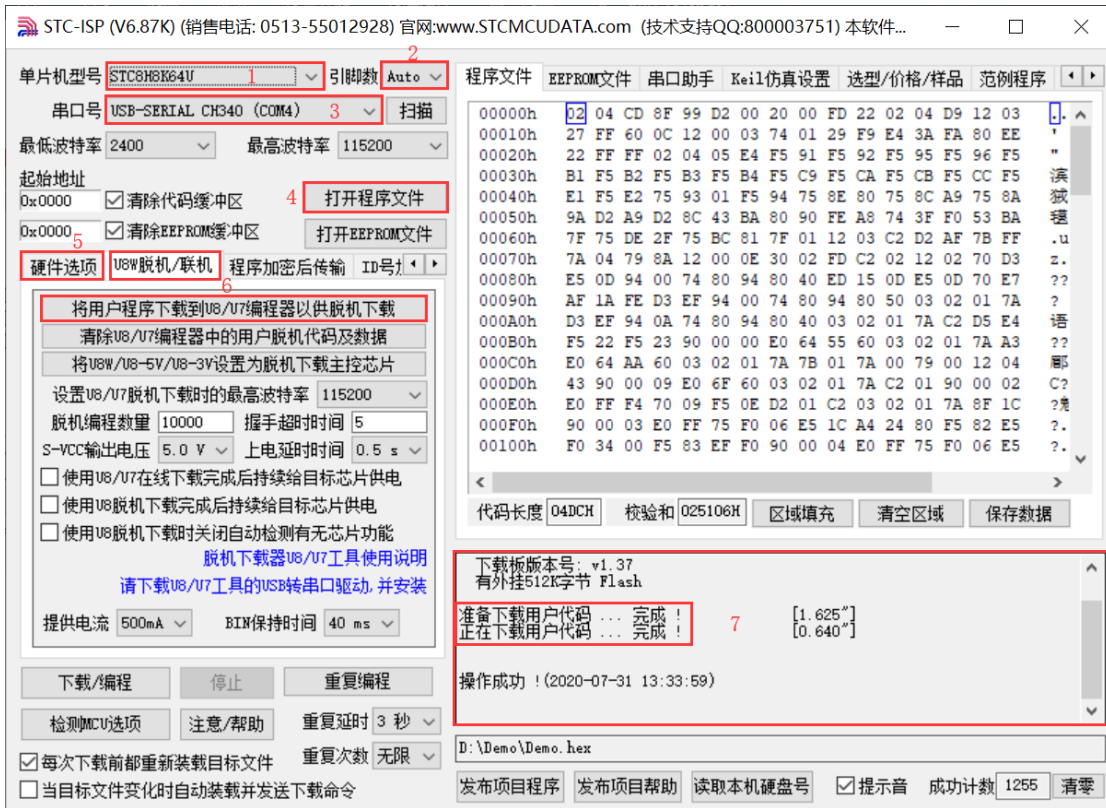 STC-ISP (V6.87K) (销售电话: 0513-55012928) 官网:www.STCMCUDATA.com (技术支持QQ:800003751) 本软件...
单片机型号 STC8H8K64U 1 引脚数 Auto 2
串口号 USB-SERIAL CH340 (COM4) 3 扫描
最低波特率 2400 最高波特率 115200
起始地址
0x0000 清除代码缓冲区 4 打开程序文件
0x0000 清除EEPROM缓冲区 打开EEPROM文件
5
硬件选项 U8W脱机/联机 程序加密后传输 ID号
6
将用户程序下载到U8/U7编程器以供脱机下载
清除U8/U7编程器中的用户脱机代码及数据
将U8W/U8-5V/U8-3V设置为脱机下载主控芯片
设置U8/U7脱机下载时的最高波特率 115200
脱机编程数量 10000 握手超时时间 5
S-VCC输出电压 5.0 V 上电延时时间 0.5 s
使用U8/U7在线下载完成后持续给目标芯片供电
使用U8脱机下载完成后持续给目标芯片供电
使用U8脱机下载时关闭自动检测有无芯片功能
脱机下载器U8/U7工具使用说明
请下载U8/U7工具的USB转串口驱动,并安装
提供电流 500mA BIN保持时间 40 ms
下载/编程 停止 重复编程
检测MCU选项 注意/帮助 重复延时 3 秒
每次下载前都重新装载目标文件 重复次数 无限
当目标文件变化时自动装载并发送下载命令
程序文件 EEPROM文件 串口助手 Keil仿真设置 选型/价格/样品 范例程序
00000h 02 04 CD 8F 99 D2 00 20 00 FD 22 02 04 D9 12 03 ..
00010h 27 FF 60 0C 12 00 03 74 01 29 F9 E4 3A FA 80 EE '
00020h 22 FF FF 02 04 05 E4 F5 91 F5 92 F5 95 F5 96 F5 "
00030h B1 F5 B2 F5 B3 F5 B4 F5 C9 F5 CA F5 CB F5 CC F5 滨
00040h E1 F5 E2 75 93 01 F5 94 75 8E 80 75 8C A9 75 8A
00050h 9A D2 A9 D2 8C 43 BA 80 90 FE A8 74 3F F0 53 BA
00060h 7F 75 DE 2F 75 BC 81 7F 01 12 03 C2 D2 AF 7B FF .u
00070h 7A 04 79 8A 12 00 0E 30 02 FD C2 02 12 02 70 D3 z.
00080h E5 0D 94 00 74 80 94 80 40 ED 15 0D E5 0D 70 E7 ??
00090h AF 1A FE D3 EF 94 00 74 80 94 80 50 03 02 01 7A ?
000A0h D3 EF 94 0A 74 80 94 80 40 03 02 01 7A C2 D5 E4 语
000B0h F5 22 F5 23 90 00 00 E0 64 55 60 03 02 01 7A A3 ??
000C0h E0 64 AA 60 03 02 01 7A 7B 01 7A 00 79 00 12 04
000D0h 43 90 00 09 E0 6F 60 03 02 01 7A C2 01 90 00 02 C?
000E0h E0 FF F4 70 09 F5 0E D2 01 C2 03 02 01 7A 8F 1C
000F0h 90 00 03 E0 FF 75 F0 06 E5 1C A4 24 80 F5 82 E5 ?.
00100h F0 34 00 F5 83 EF F0 90 00 04 E0 FF 75 F0 06 E5 ?.
代码长度 04DCH 校验和 025106H 区域填充 清空区域 保存数据
下载板版本号: v1.37
有外挂512K字节 Flash
准备下载用户代码 ... 完成 ! [1.625"]
正在下载用户代码 ... 完成 ! [0.640"]
7
操作成功 !(2020-07-31 13:33:59)
D:\Demo\Demo.hex
发布项目程序 发布项目帮助 读取本机硬盘号 提示音 成功计数 1255 清零